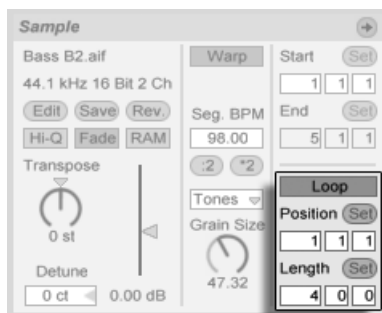 Sample
Bass B2.aif
44.1 kHz 16 Bit 2 Ch
Edit Save Rev.
Hi-Q Fade RAM
Transpose
0 st
Detune
0 ct 0.00 dB
Warp
Seg. BPM
98.00
:2 *2
Tones
Grain Size
47.32
Start Set
1 1 1
End Set
5 1 1
Loop
Position Set
1 1 1
Length Set
4 0 0